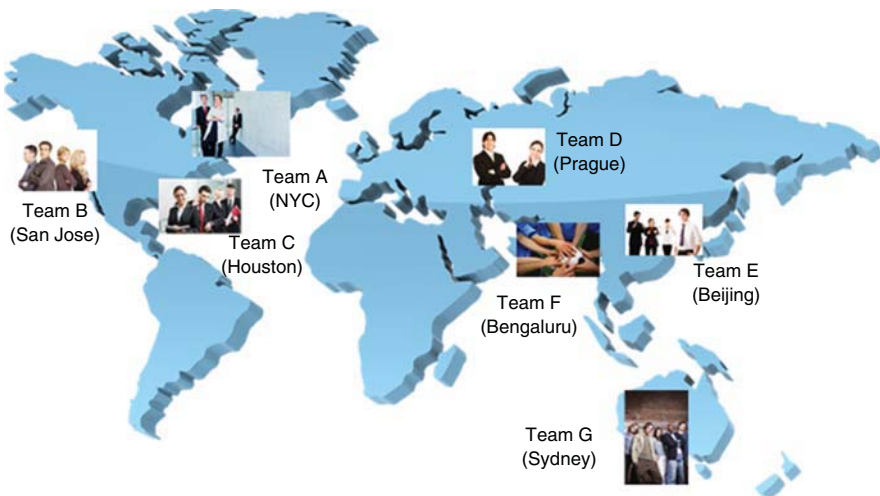 Team A
(NYC)
Team B
(San Jose)
Team C
(Houston)
Team D
(Prague)
Team E
(Beijing)
Team F
(Bengaluru)
Team G
(Sydney)